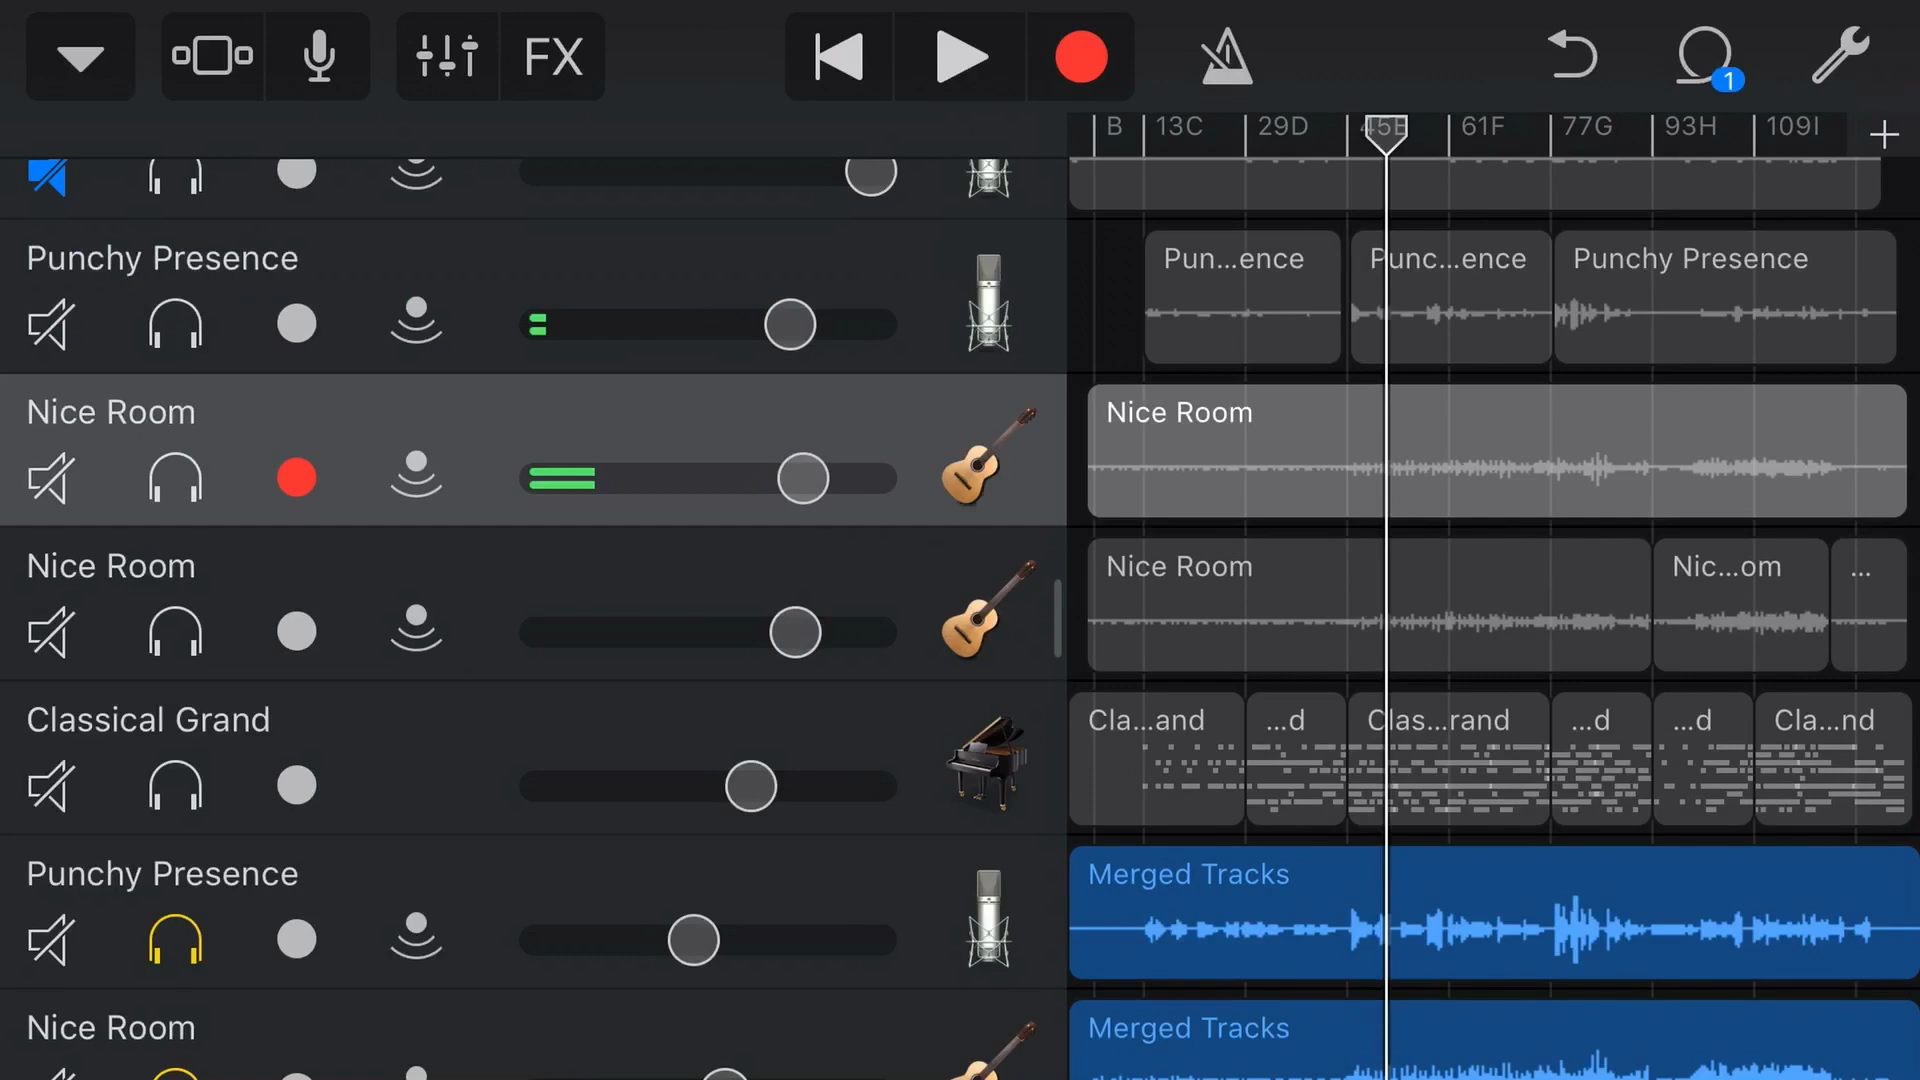 FX
1
B 13C 29D 45E 61F 77G 93H 109I +
Punchy Presence
Pun...ence Punc...ence Punchy Presence
Nice Room
Nice Room
Nice Room
Nice Room Nic...om ...
Classical Grand
Cla...and ...d Clas...rand ...d ...d Cla...nd
Punchy Presence
Merged Tracks
Nice Room
Merged Tracks